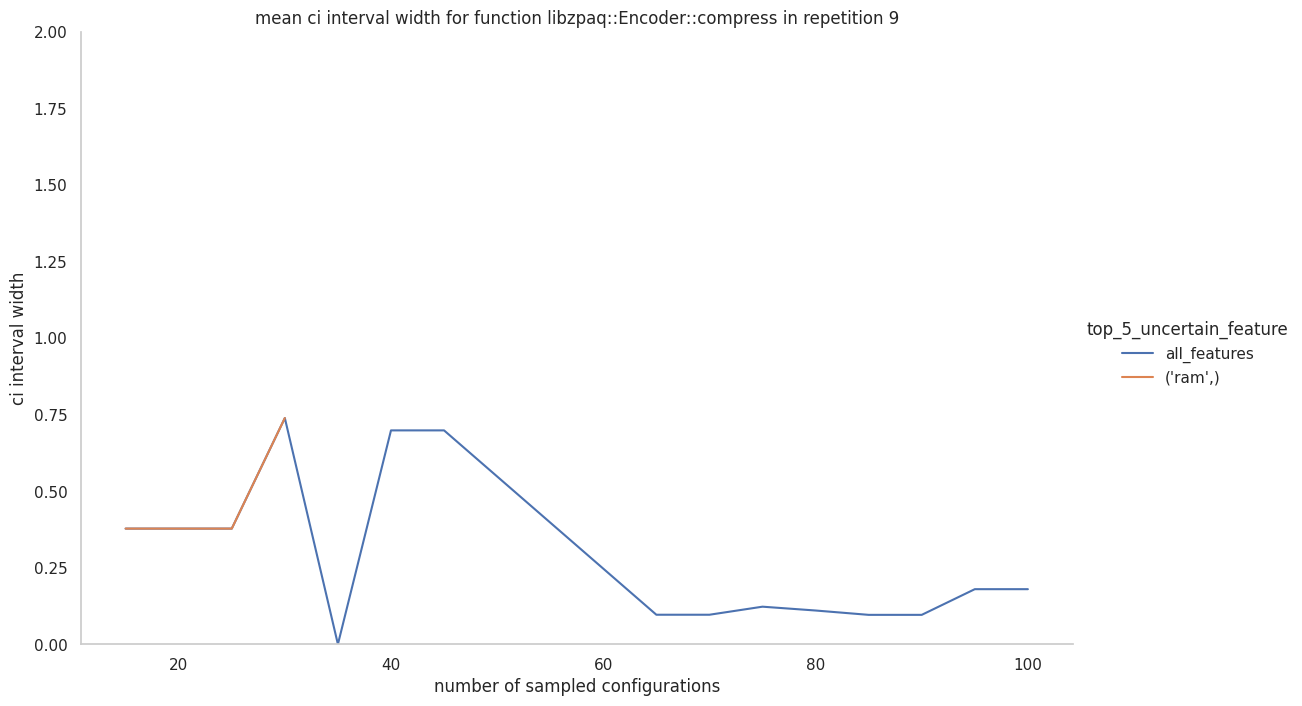 mean ci interval width for function libzpaq::Encoder::compress in repetition 9
2.00
1.75
1.50
1.25
1.00
0.75
0.50
0.25
0.00
ci interval width
20 40 60 80 100
number of sampled configurations
top_5_uncertain_feature
all_features
('ram',)